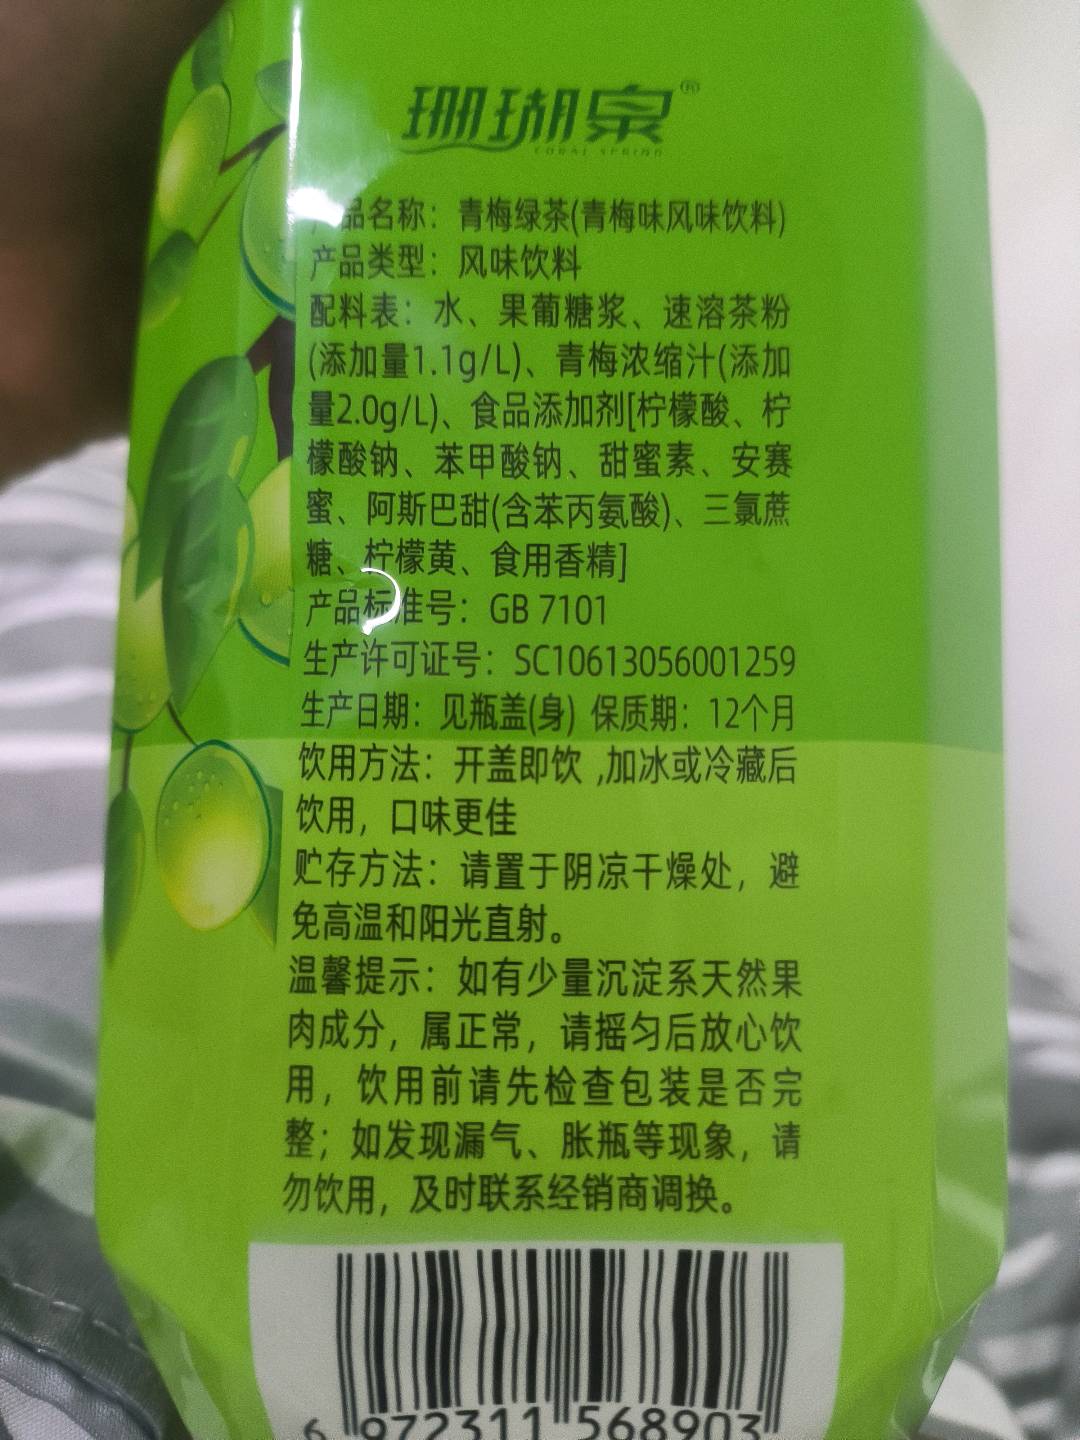 珊瑚泉®
CORAL SPRING
产品名称：青梅绿茶(青梅味风味饮料)
产品类型：风味饮料
配料表：水、果葡糖浆、速溶茶粉
(添加量1.1g/L)、青梅浓缩汁(添加
量2.0g/L)、食品添加剂[柠檬酸、柠
檬酸钠、苯甲酸钠、甜蜜素、安赛
蜜、阿斯巴甜(含苯丙氨酸)、三氯蔗
糖、柠檬黄、食用香精]
产品标准号：GB 7101
生产许可证号：SC10613056001259
生产日期：见瓶盖(身) 保质期：12个月
饮用方法：开盖即饮 ,加冰或冷藏后
饮用，口味更佳
贮存方法：请置于阴凉干燥处，避
免高温和阳光直射。
温馨提示：如有少量沉淀系天然果
肉成分，属正常，请摇匀后放心饮
用，饮用前请先检查包装是否完
整；如发现漏气、胀瓶等现象，请
勿饮用，及时联系经销商调换。
6 972311 568903